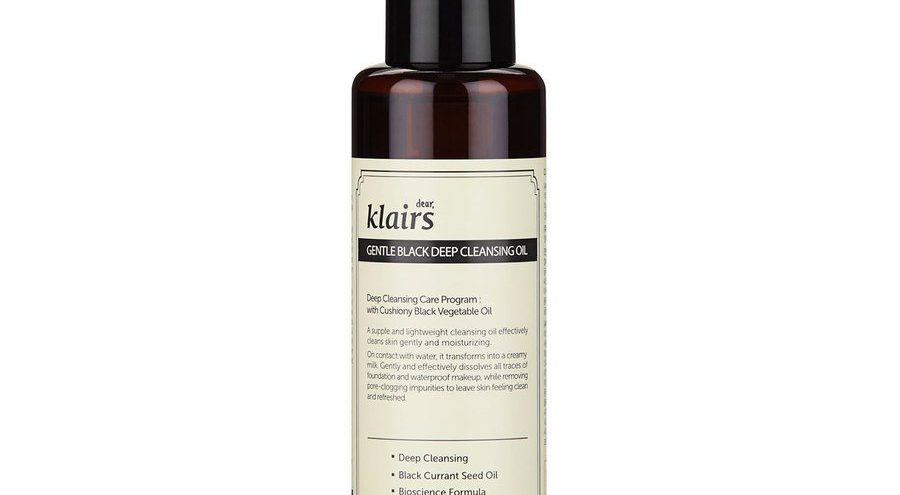 dear,
klairs
GENTLE BLACK DEEP CLEANSING OIL
Deep Cleansing Care Program :
with Cushiony Black Vegetable Oil
A supple and lightweight cleansing oil effectively
cleans skin gently and moisturizing.
On contact with water, it transforms into a creamy
milk. Gently and effectively dissolves all traces of
foundation and waterproof makeup, while removing
pore-clogging impurities to leave skin feeling clean
and refreshed.
▪ Deep Cleansing
▪ Black Currant Seed Oil
▪ Bioscience Formula